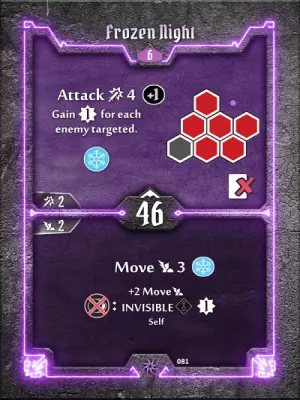 Frozen Night
6
Attack 4 +1
Gain 1 for each
enemy targeted.
2
46
2
Move 3
+2 Move
: INVISIBLE 1
Self
081